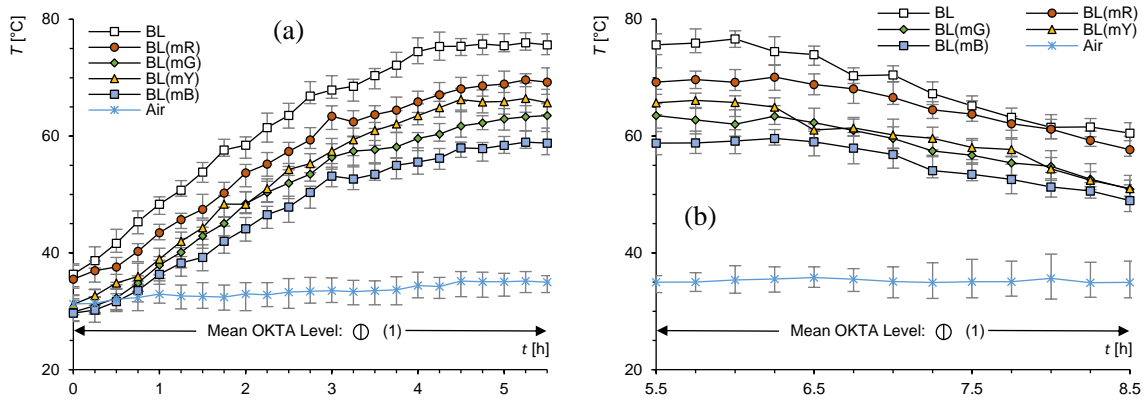 T [°C]
80
60
40
20
BL
BL(mR)
BL(mG)
BL(mY)
BL(mB)
Air
(a)
Mean OKTA Level: (1)
t [h]
0 1 2 3 4 5
T [°C]
80
60
40
20
BL BL(mR)
BL(mG) BL(mY)
BL(mB) Air
(b)
Mean OKTA Level: (1)
t [h]
5.5 6.5 7.5 8.5